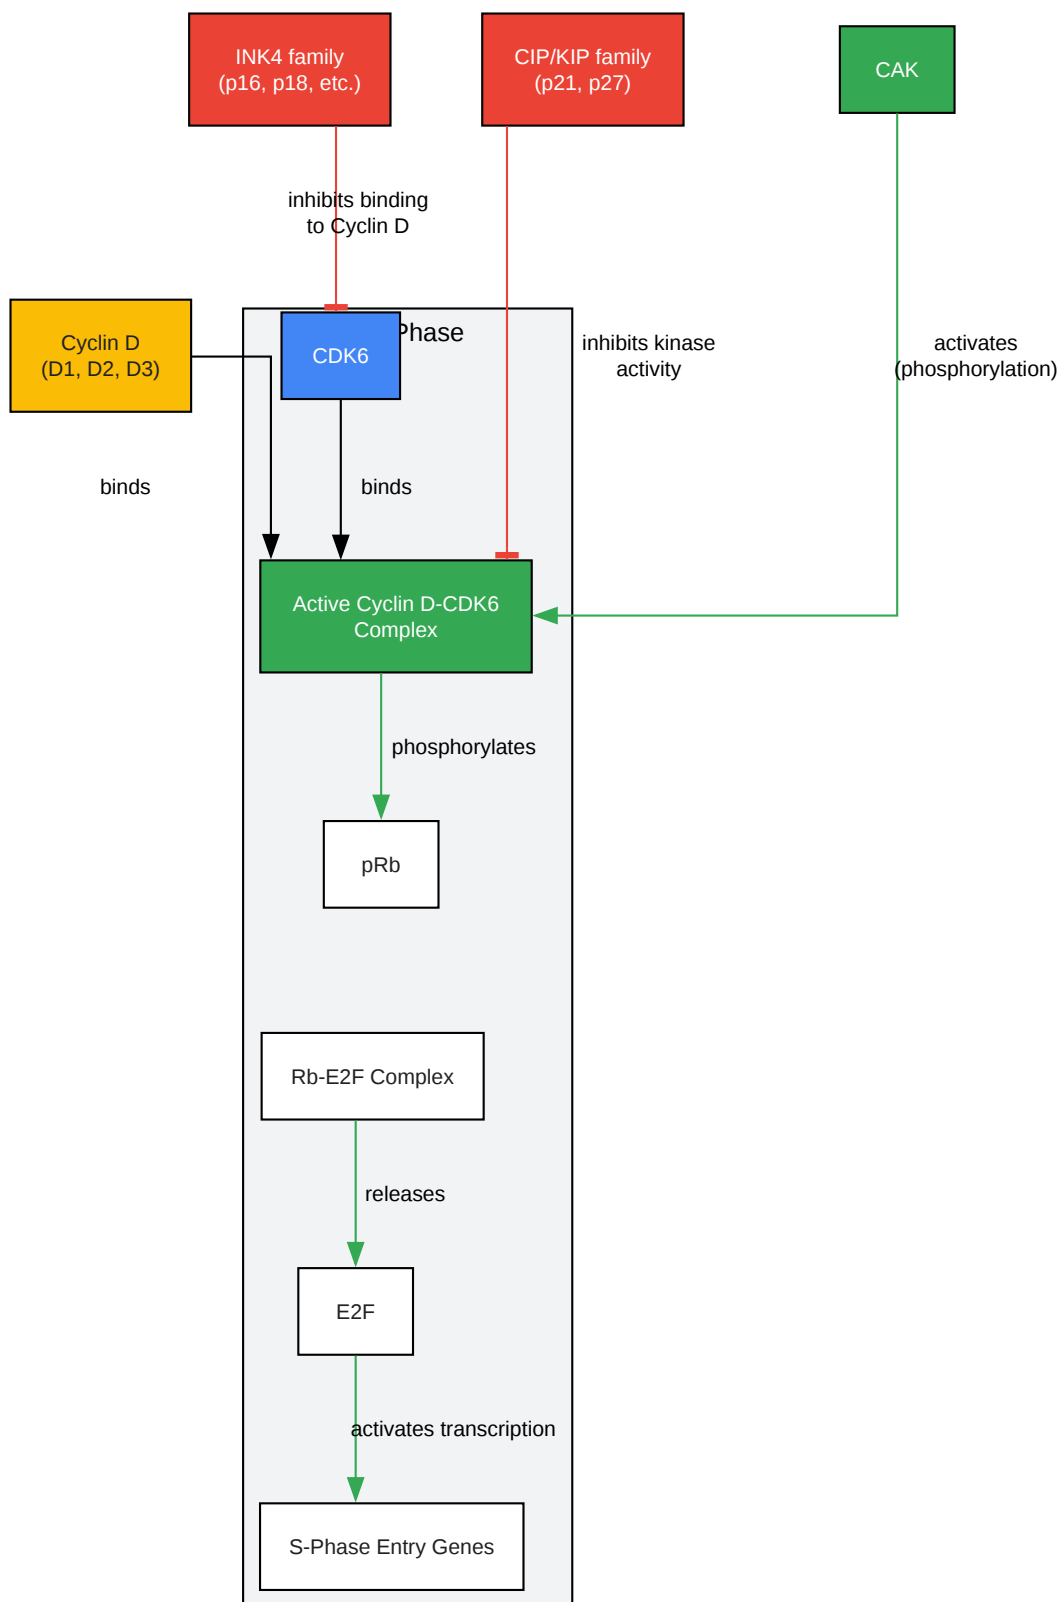 INK4 family
(p16, p18, etc.)
CIP/KIP family
(p21, p27)
CAK
inhibits binding
to Cyclin D
Cyclin D
(D1, D2, D3)
CDK6
Phase
inhibits kinase
activity
activates
(phosphorylation)
binds
binds
Active Cyclin D-CDK6
Complex
phosphorylates
pRb
Rb-E2F Complex
releases
E2F
activates transcription
S-Phase Entry Genes